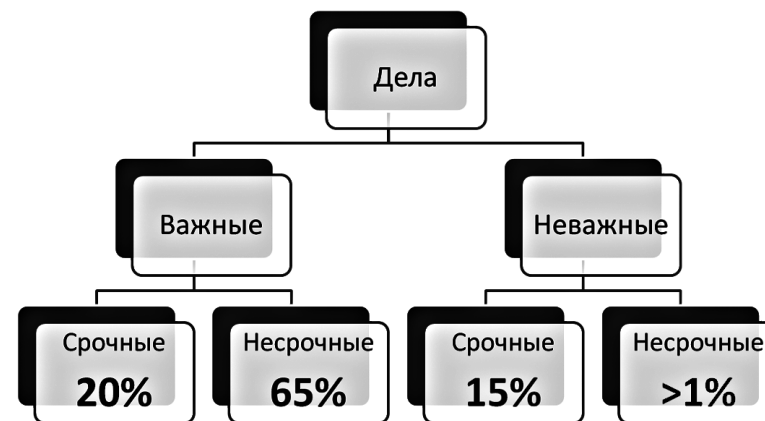 Дела
Важные
Неважные
Срочные
20%
Несрочные
65%
Срочные
15%
Несрочные
>1%